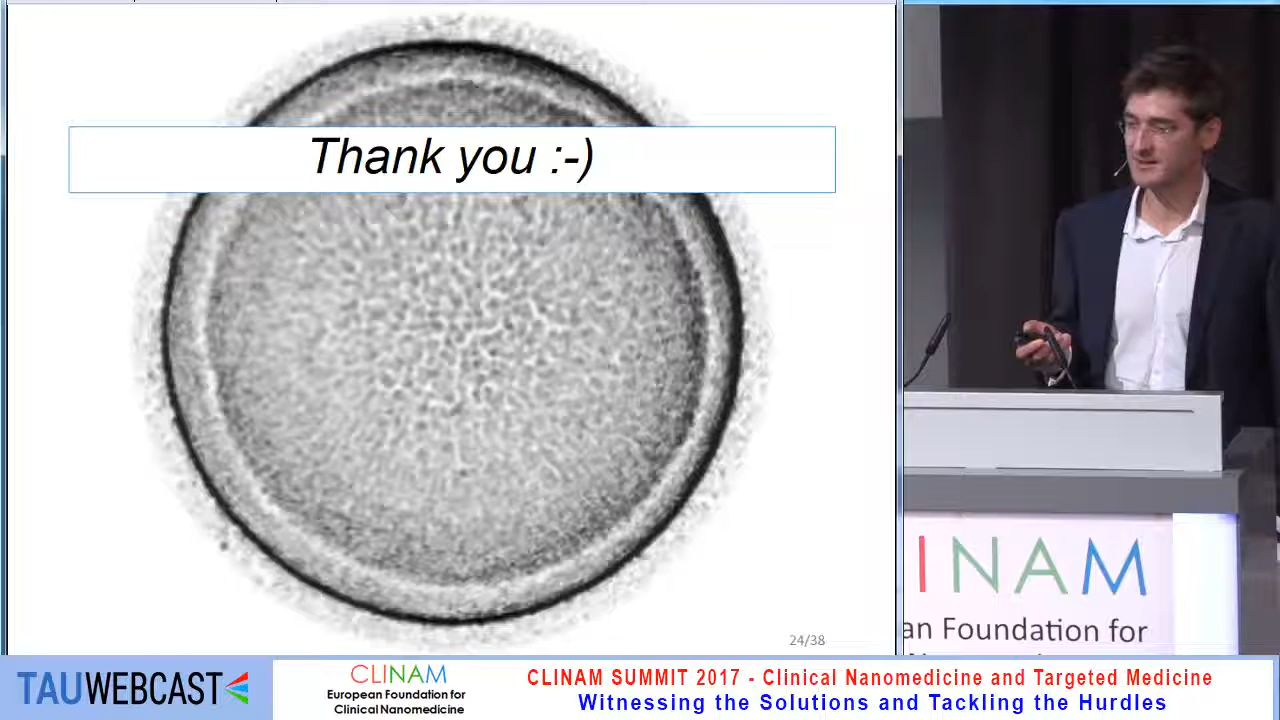 Thank you :-)
24/38
INAM
an Foundation for
TAUWEBCAST
CLINAM
European Foundation for
Clinical Nanomedicine
CLINAM SUMMIT 2017 - Clinical Nanomedicine and Targeted Medicine
Witnessing the Solutions and Tackling the Hurdles